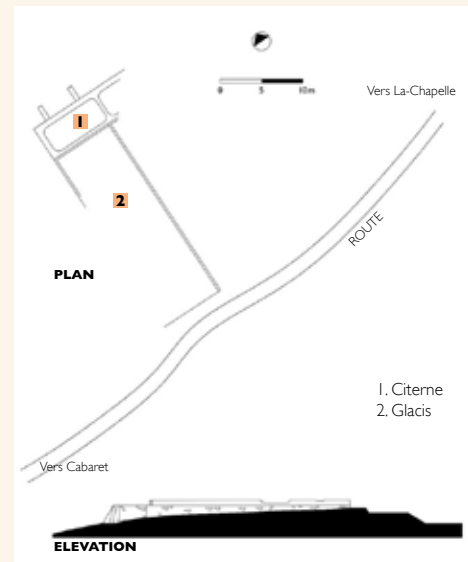 0 5 10m
Vers La-Chapelle
1
2
ROUTE
PLAN
1. Citerne
2. Glacis
Vers Cabaret
ELEVATION